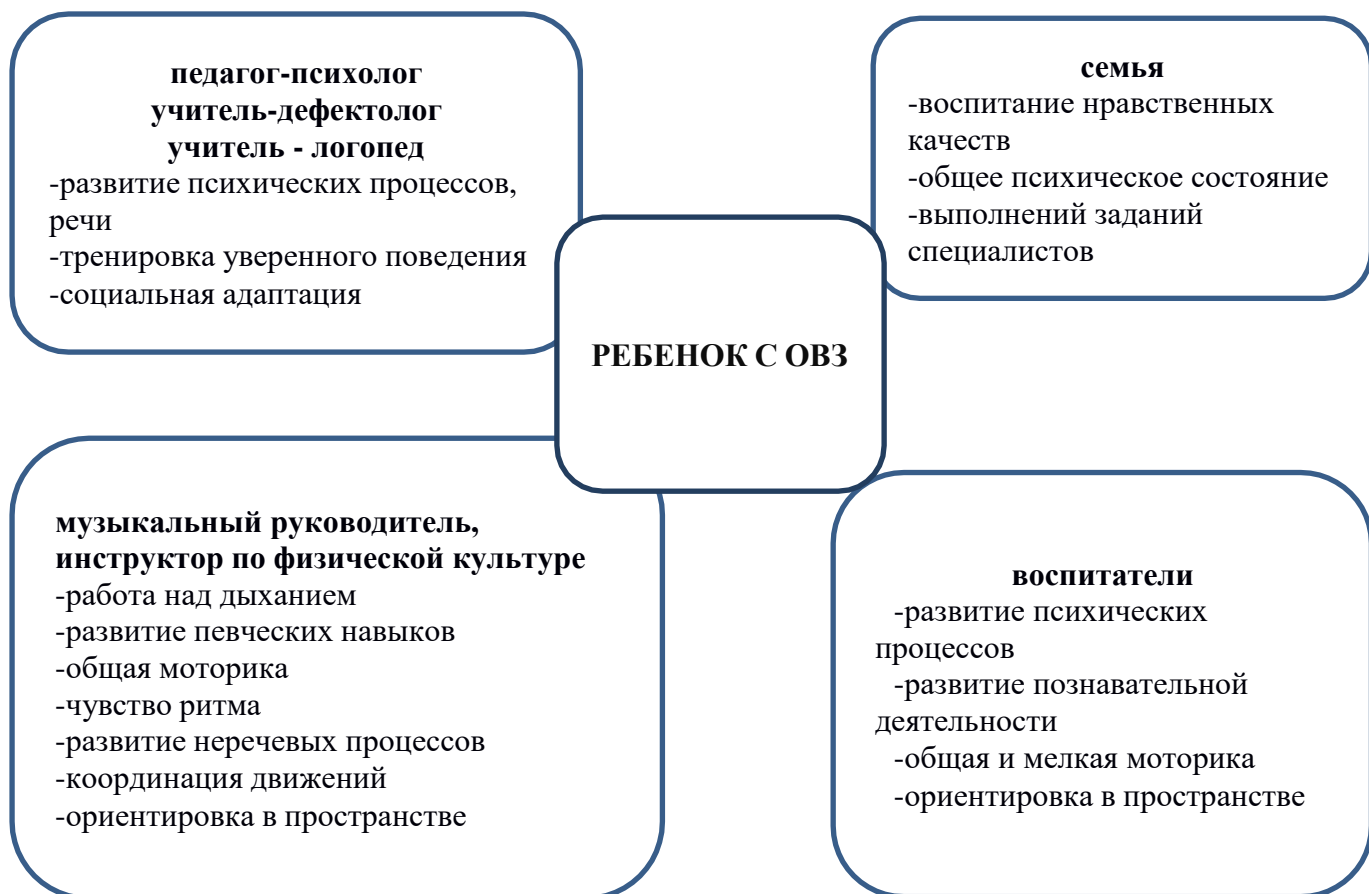 педагог-психолог
учитель-дефектолог
учитель - логопед
-развитие психических процессов,
речи
-тренировка уверенного поведения
-социальная адаптация
семья
-воспитание нравственных
качеств
-общее психическое состояние
-выполнений заданий
специалистов
РЕБЕНОК С ОВЗ
музыкальный руководитель,
инструктор по физической культуре
-работа над дыханием
-развитие певческих навыков
-общая моторика
-чувство ритма
-развитие неречевых процессов
-координация движений
-ориентировка в пространстве
воспитатели
-развитие психических
процессов
-развитие познавательной
деятельности
-общая и мелкая моторика
-ориентировка в пространстве